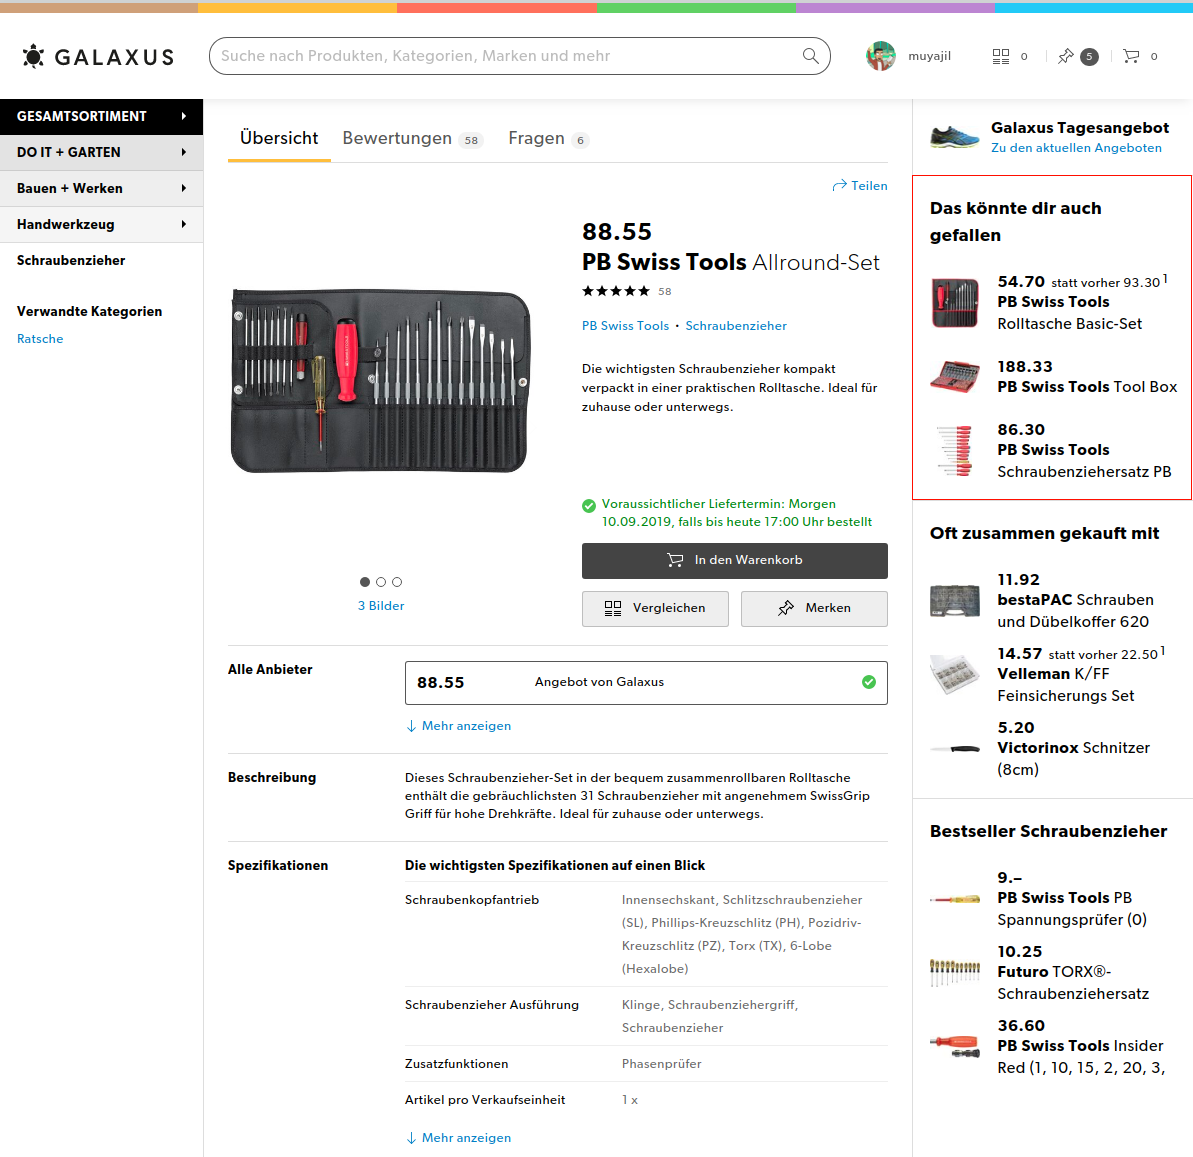 GALAXUS
Suche nach Produkten, Kategorien, Marken und mehr
muyajil
0
5
0
GESAMTSORTIMENT
DO IT + GARTEN
Bauen + Werken
Handwerkzeug
Schraubenzieher
Verwandte Kategorien
Ratsche
Übersicht
Bewertungen 58
Fragen 6
Teilen
88.55
PB Swiss Tools Allround-Set
★★★★★ 58
PB Swiss Tools • Schraubenzieher
Die wichtigsten Schraubenzieher kompakt
verpackt in einer praktischen Rolltasche. Ideal für
zuhause oder unterwegs.
Voraussichtlicher Liefertermin: Morgen
10.09.2019, falls bis heute 17:00 Uhr bestellt
In den Warenkorb
Vergleichen
Merken
3 Bilder
Alle Anbieter
88.55 Angebot von Galaxus
Mehr anzeigen
Beschreibung
Dieses Schraubenzieher-Set in der bequem zusammenrollbaren Rolltasche
enthält die gebräuchlichsten 31 Schraubenzieher mit angenehmem SwissGrip
Griff für hohe Drehkräfte. Ideal für zuhause oder unterwegs.
Spezifikationen
Die wichtigsten Spezifikationen auf einen Blick
Schraubenkopfantrieb
Innensechskant, Schlitzschraubenzieher
(SL), Phillips-Kreuzschlitz (PH), Pozidriv-
Kreuzschlitz (PZ), Torx (TX), 6-Lobe
(Hexalobe)
Schraubenzieher Ausführung
Klinge, Schraubenziehergriff,
Schraubenzieher
Zusatzfunktionen
Phasenprüfer
Artikel pro Verkaufseinheit
1 x
Mehr anzeigen
Galaxus Tagesangebot
Zu den aktuellen Angeboten
Das könnte dir auch
gefallen
54.70 statt vorher 93.30 1
PB Swiss Tools
Rolltasche Basic-Set
188.33
PB Swiss Tools Tool Box
86.30
PB Swiss Tools
Schraubenziehersatz PB
Oft zusammen gekauft mit
11.92
bestaPAC Schrauben
und Dübelkoffer 620
14.57 statt vorher 22.50 1
Velleman K/FF
Feinsicherungs Set
5.20
Victorinox Schnitzer
(8cm)
Bestseller Schraubenzieher
9.–
PB Swiss Tools PB
Spannungsprüfer (0)
10.25
Futuro TORX®-
Schraubenziehersatz
36.60
PB Swiss Tools Insider
Red (1, 10, 15, 2, 20, 3,